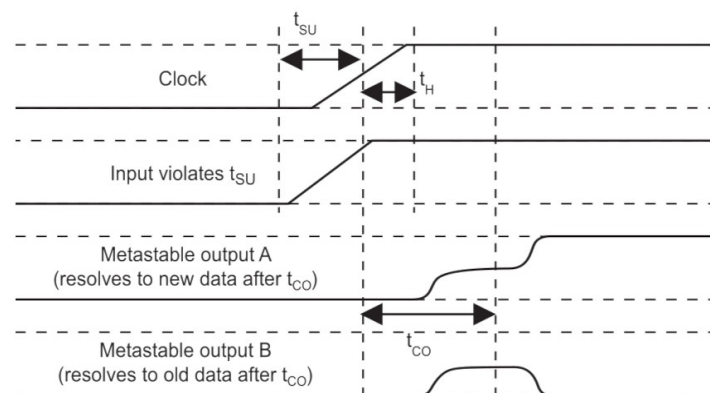 tSU
Clock
tH
Input violates tSU
Metastable output A
(resolves to new data after tCO)
tCO
Metastable output B
(resolves to old data after tCO)